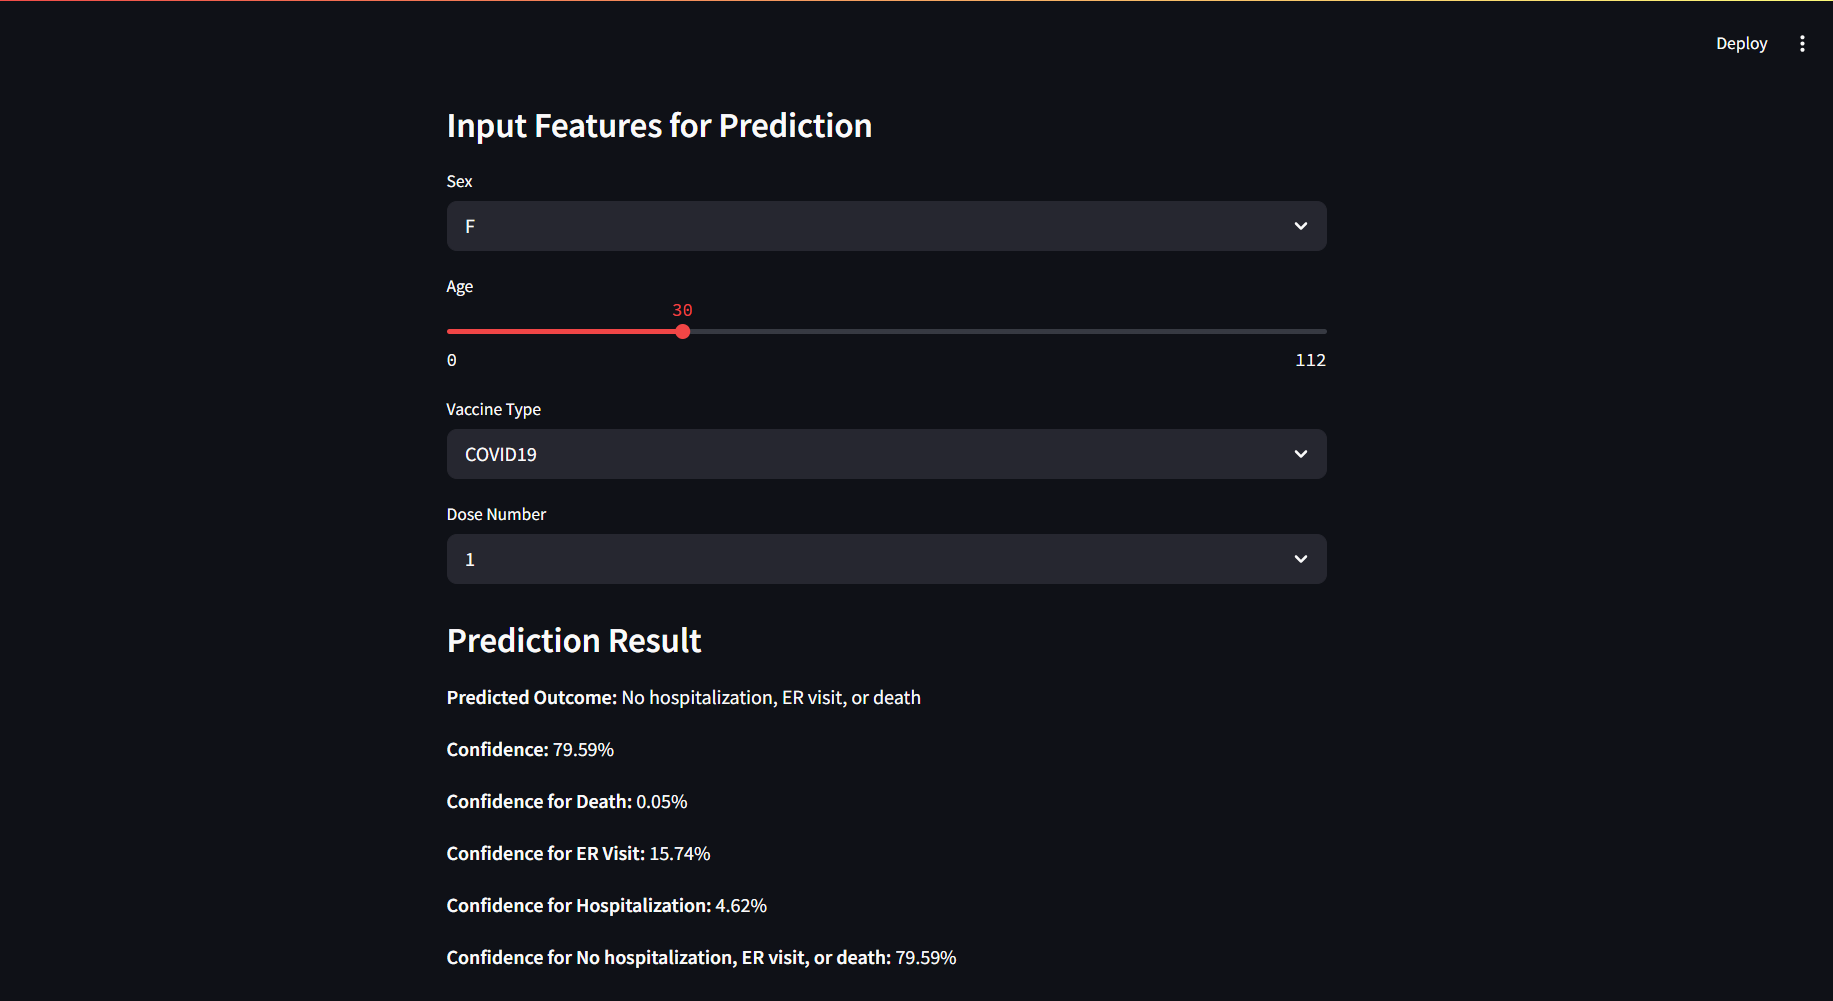 Deploy
Input Features for Prediction
Sex
F
Age
30
0 112
Vaccine Type
COVID19
Dose Number
1
Prediction Result
Predicted Outcome: No hospitalization, ER visit, or death
Confidence: 79.59%
Confidence for Death: 0.05%
Confidence for ER Visit: 15.74%
Confidence for Hospitalization: 4.62%
Confidence for No hospitalization, ER visit, or death: 79.59%